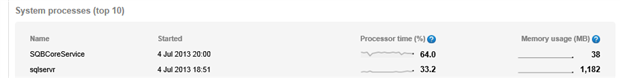 System processes (top 10)
Name Started Processor time (%) ? Memory usage (MB) ?
SQBCoreService 4 Jul 2013 20:00 64.0 38
sqlservr 4 Jul 2013 18:51 33.2 1,182